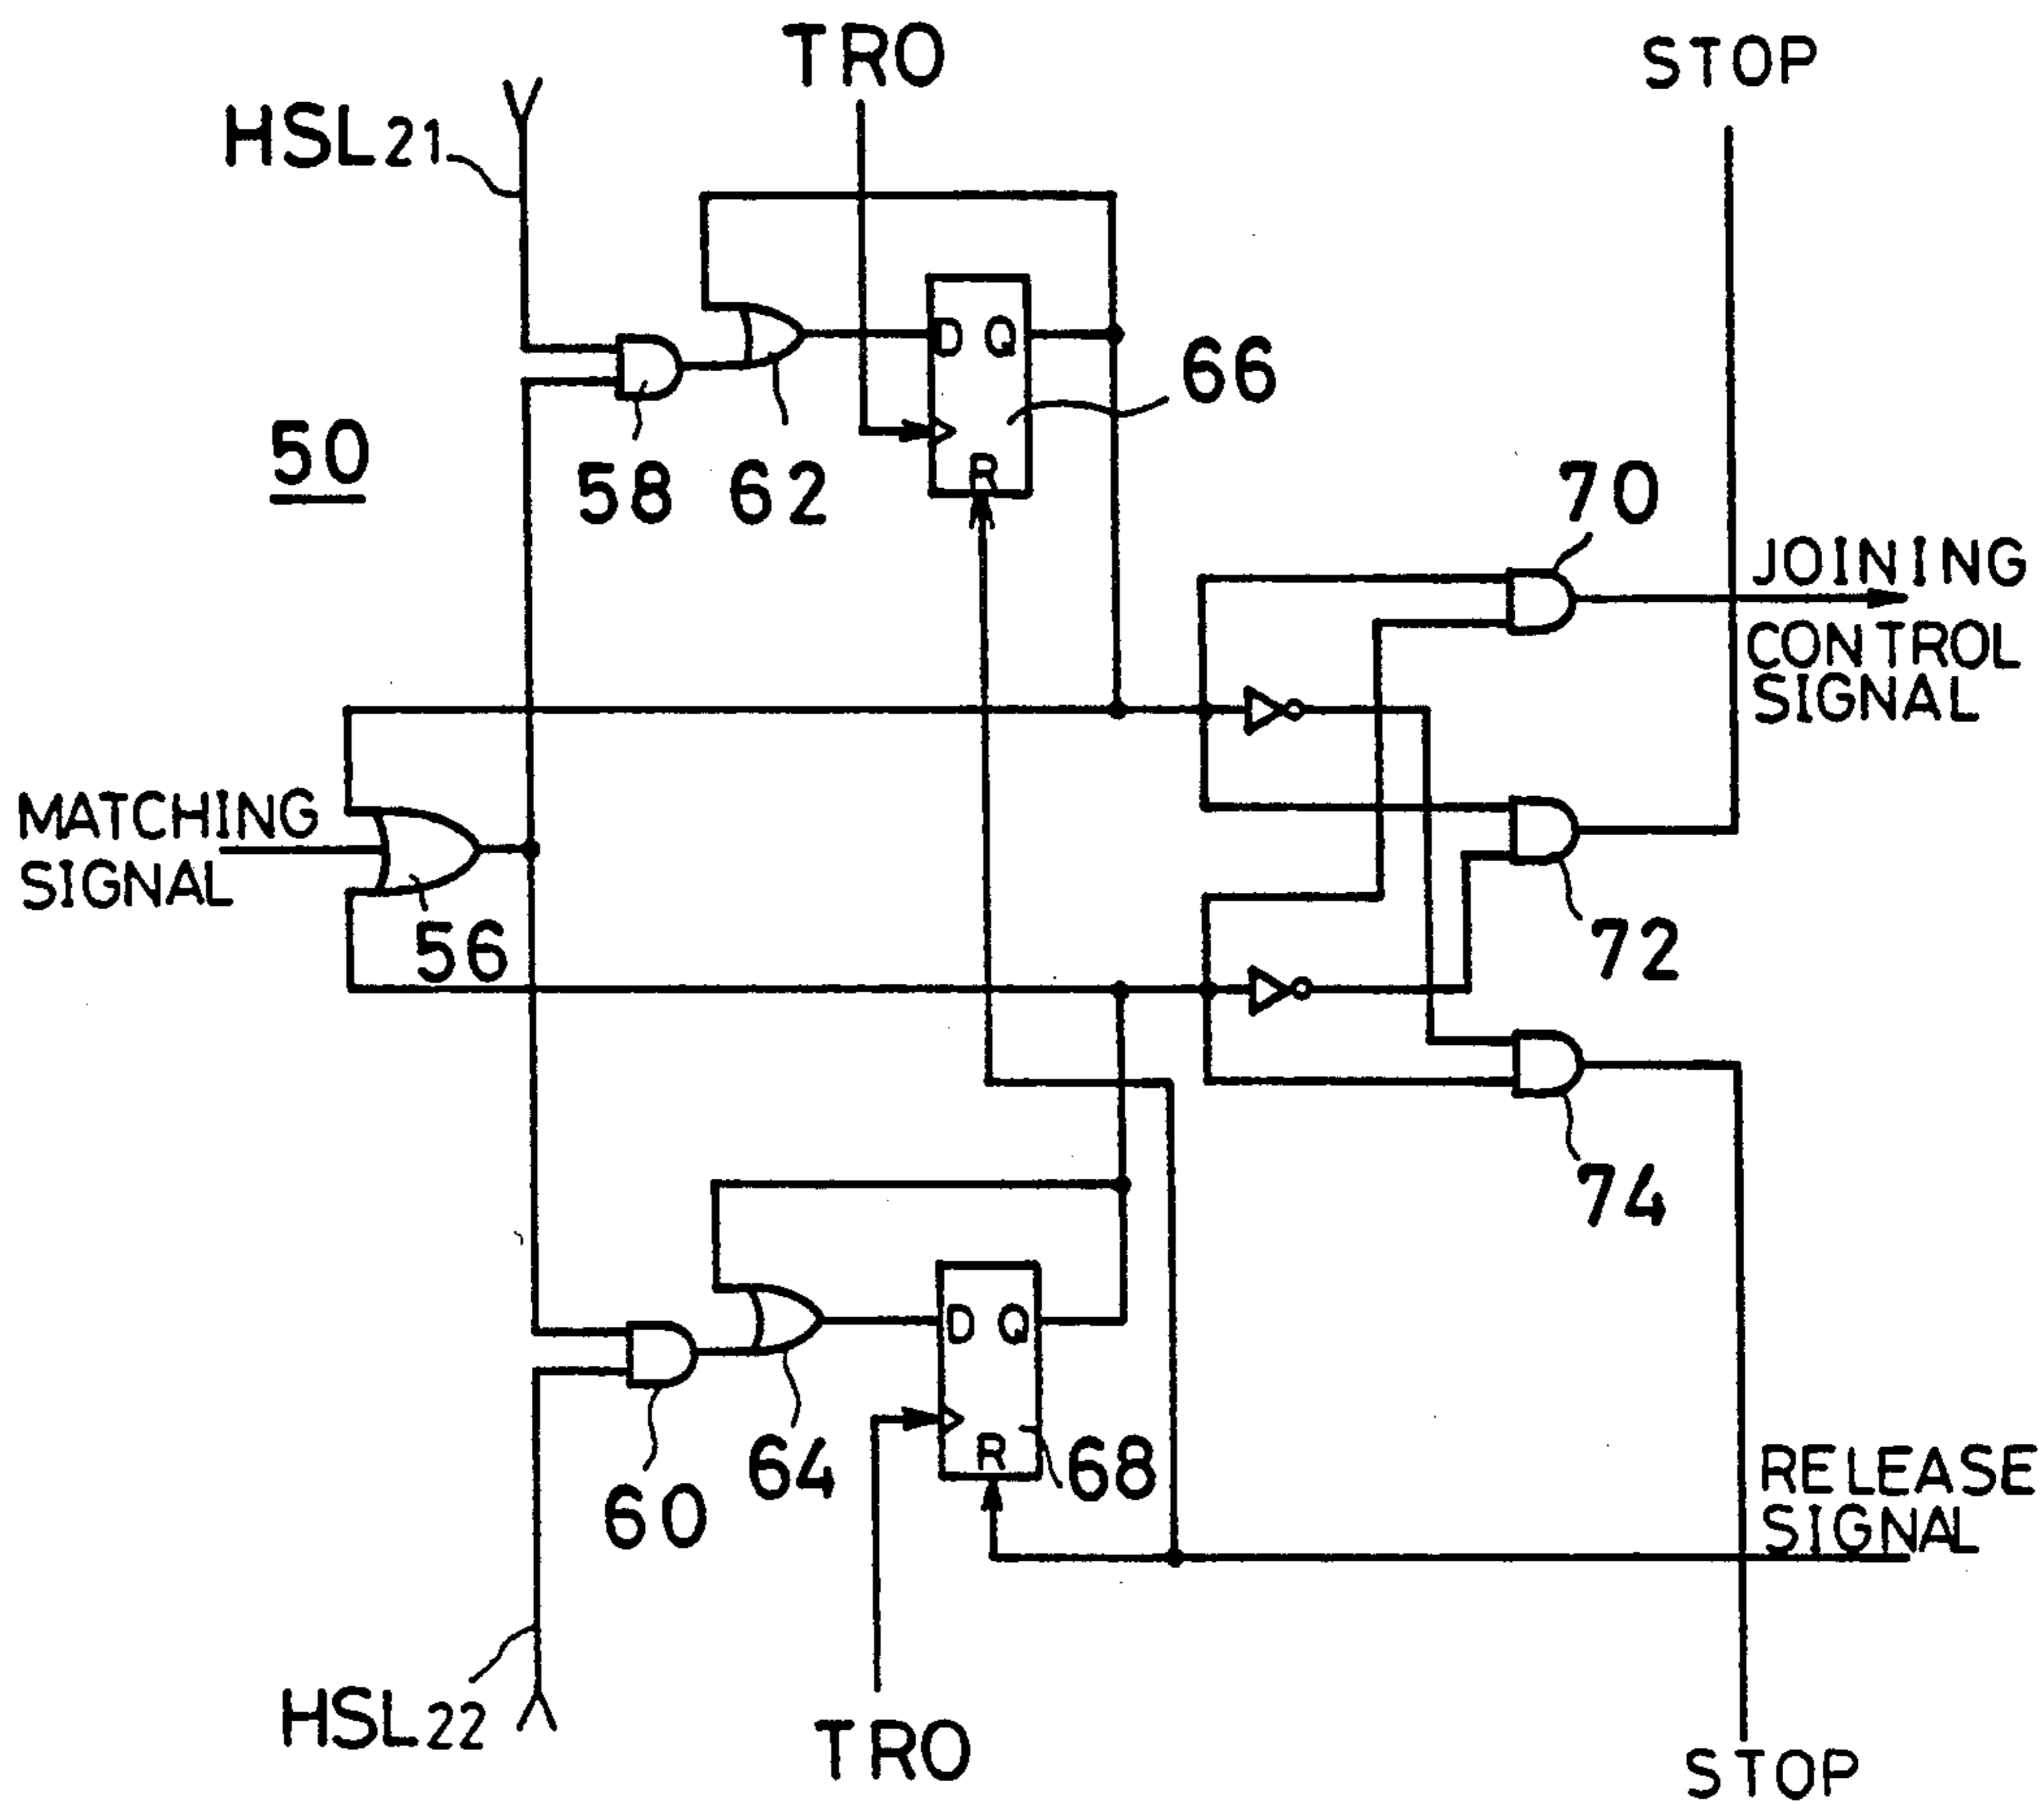 TRO
STOP
HSL21
66
50
58
62
D Q
R
70
JOINING
CONTROL
SIGNAL
MATCHING
SIGNAL
56
72
74
D Q
R
64
68
60
RELEASE
SIGNAL
HSL22
TRO
STOP